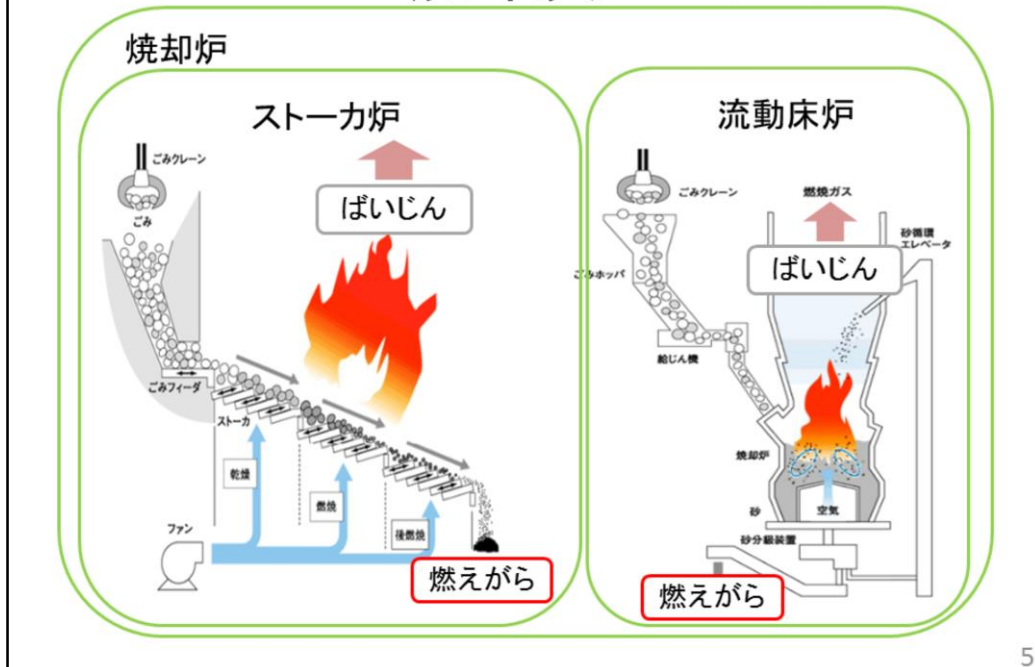 焼却炉
ストーカ炉
ごみクレーン
ごみ
ばいじん
ごみフィーダ
ストーカ
乾燥
燃焼
後燃焼
ファン
燃えがら
流動床炉
ごみクレーン
燃焼ガス
砂循環
エレベータ
ばいじん
ごみホッパ
給じん機
焼却炉
砂
空気
砂分級装置
燃えがら
5